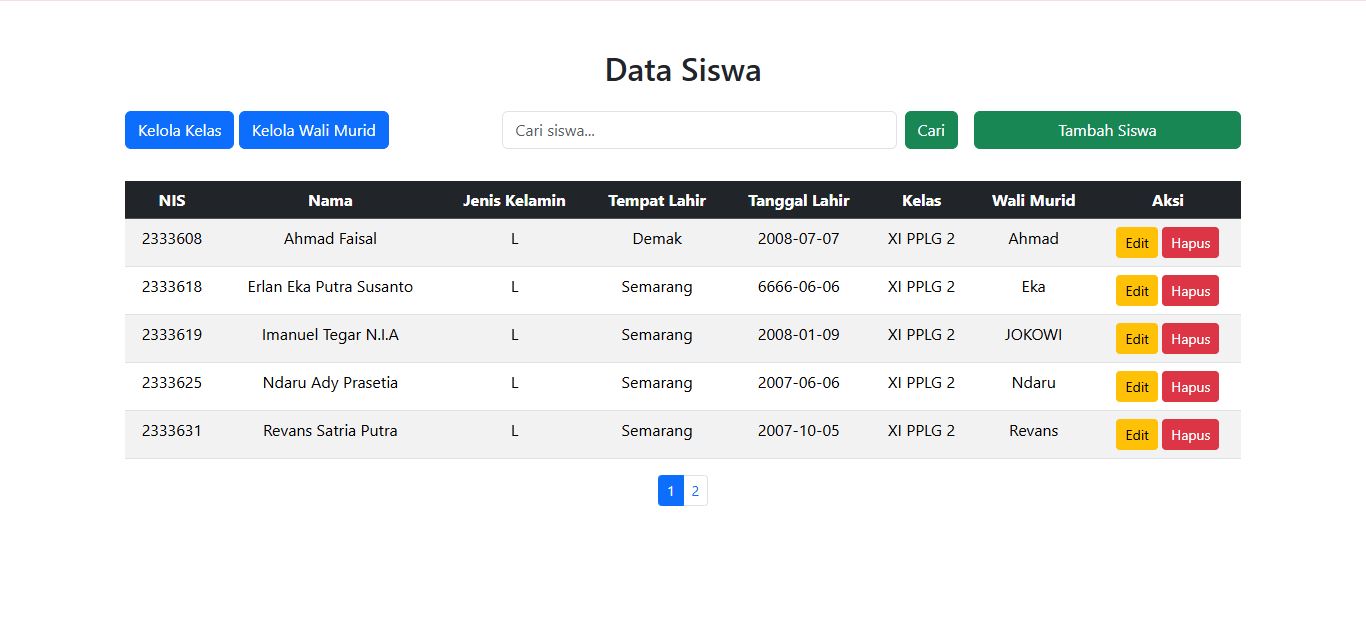 Data Siswa
Kelola Kelas Kelola Wali Murid Cari siswa... Cari Tambah Siswa
NIS Nama Jenis Kelamin Tempat Lahir Tanggal Lahir Kelas Wali Murid Aksi
2333608 Ahmad Faisal L Demak 2008-07-07 XI PPLG 2 Ahmad Edit Hapus
2333618 Erlan Eka Putra Susanto L Semarang 6666-06-06 XI PPLG 2 Eka Edit Hapus
2333619 Imanuel Tegar N.I.A L Semarang 2008-01-09 XI PPLG 2 JOKOWI Edit Hapus
2333625 Ndaru Ady Prasetia L Semarang 2007-06-06 XI PPLG 2 Ndaru Edit Hapus
2333631 Revans Satria Putra L Semarang 2007-10-05 XI PPLG 2 Revans Edit Hapus
1 2